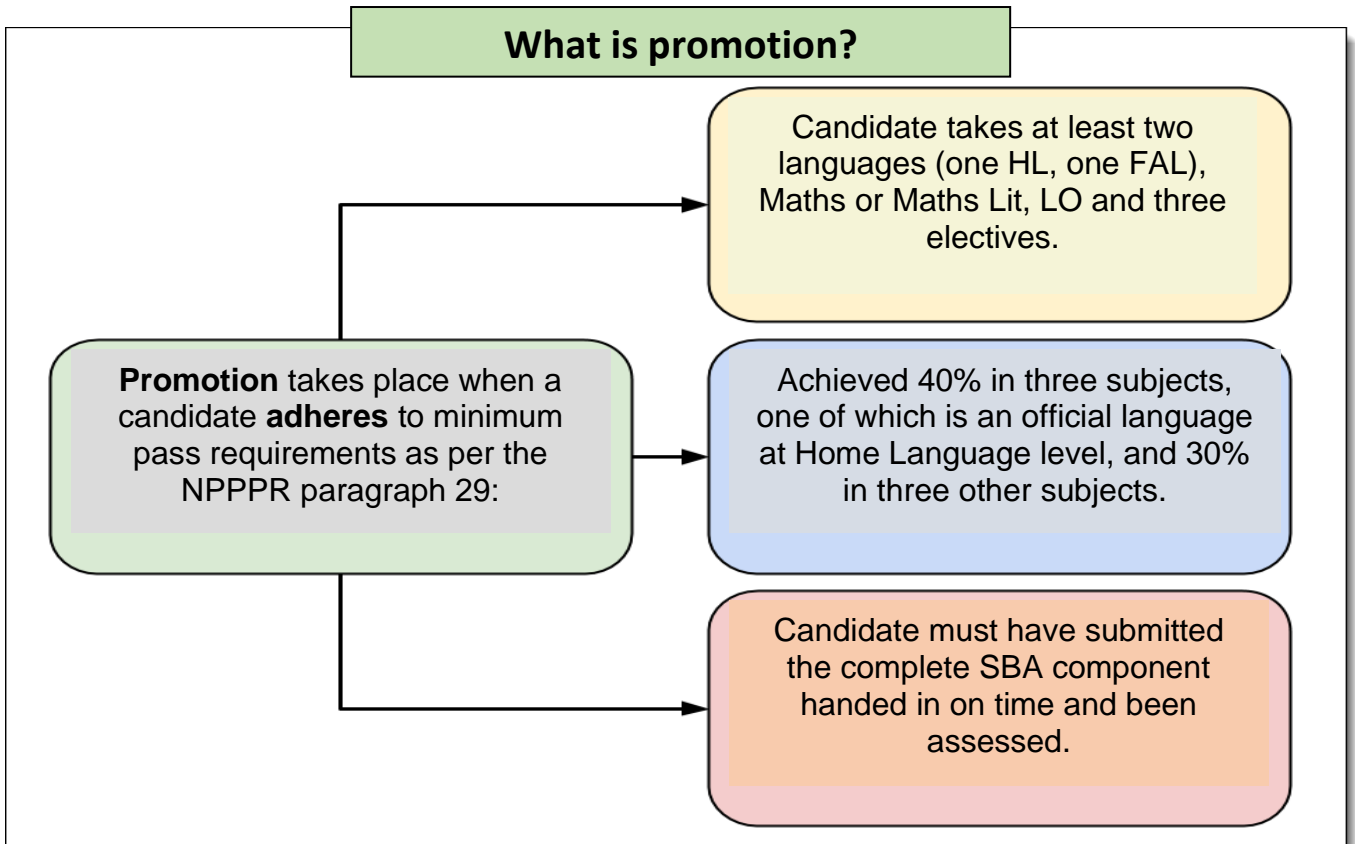 What is promotion?
Candidate takes at least two
languages (one HL, one FAL),
Maths or Maths Lit, LO and three
electives.
Promotion takes place when a
candidate adheres to minimum
pass requirements as per the
NPPPR paragraph 29:
Achieved 40% in three subjects,
one of which is an official language
at Home Language level, and 30%
in three other subjects.
Candidate must have submitted
the complete SBA component
handed in on time and been
assessed.